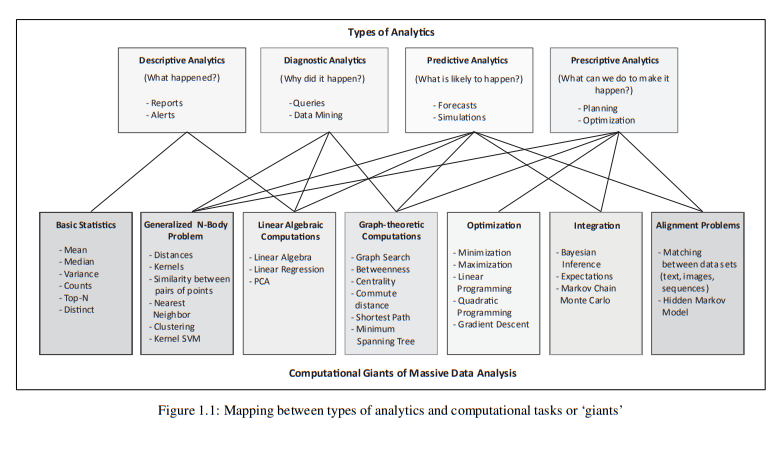 Types of Analytics
Descriptive Analytics
(What happened?)
- Reports
- Alerts
Diagnostic Analytics
(Why did it happen?)
- Queries
- Data Mining
Predictive Analytics
(What is likely to happen?)
- Forecasts
- Simulations
Prescriptive Analytics
(What can we do to make it
happen?)
- Planning
- Optimization
Basic Statistics
- Mean
- Median
- Variance
- Counts
- Top-N
- Distinct
Generalized N-Body
Problem
- Distances
- Kernels
- Similarity between
pairs of points
- Nearest
Neighbor
- Clustering
- Kernel SVM
Linear Algebraic
Computations
- Linear Algebra
- Linear Regression
- PCA
Graph-theoretic
Computations
- Graph Search
- Betweenness
- Centrality
- Commute
distance
- Shortest Path
- Minimum
Spanning Tree
Optimization
- Minimization
- Maximization
- Linear
Programming
- Quadratic
Programming
- Gradient Descent
Integration
- Bayesian
Inference
- Expectations
- Markov Chain
Monte Carlo
Alignment Problems
- Matching
between data sets
(text, images,
sequences)
- Hidden Markov
Model
Computational Giants of Massive Data Analysis
Figure 1.1: Mapping between types of analytics and computational tasks or ‘giants’